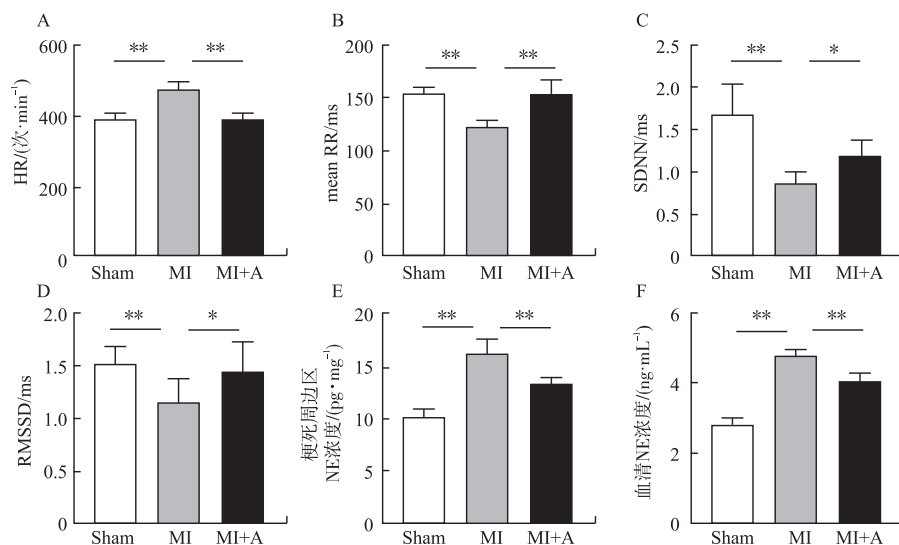 A
HR/(次·min⁻¹)
600
400
200
0
** **
Sham MI MI+A
B
mean RR/ms
200
150
100
50
0
** **
Sham MI MI+A
C
SDNN/ms
2.5
2.0
1.5
1.0
0.5
0
** *
Sham MI MI+A
D
RMSSD/ms
2.0
1.5
1.0
0.5
0
** *
Sham MI MI+A
E
梗死周边区
NE浓度/(pg·mg⁻¹)
20
15
10
5
0
** **
Sham MI MI+A
F
血清NE浓度/(ng·mL⁻¹)
6
4
2
0
** **
Sham MI MI+A